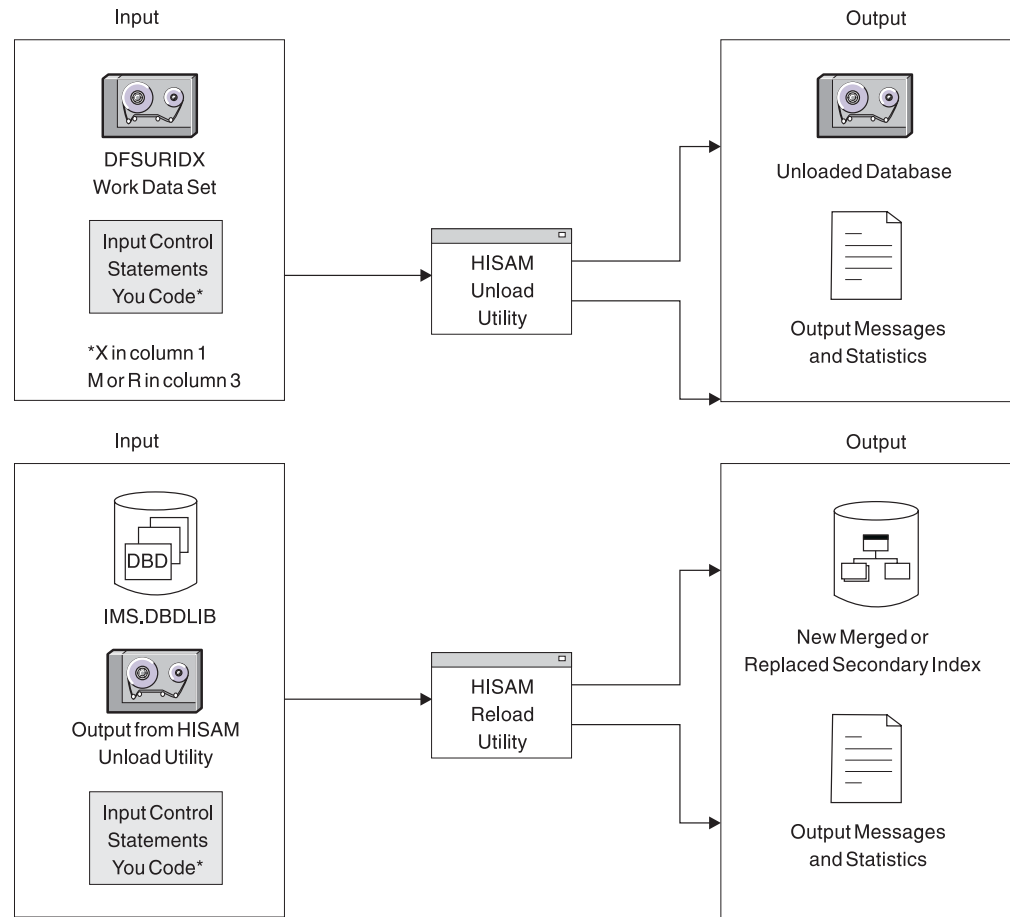 Input
Output
DFSURIDX
Work Data Set
Input Control
Statements
You Code*
*X in column 1
M or R in column 3
HISAM
Unload
Utility
Unloaded Database
Output Messages
and Statistics
Input
Output
DBD
IMS.DBDLIB
Output from HISAM
Unload Utility
Input Control
Statements
You Code*
HISAM
Reload
Utility
New Merged or
Replaced Secondary Index
Output Messages
and Statistics